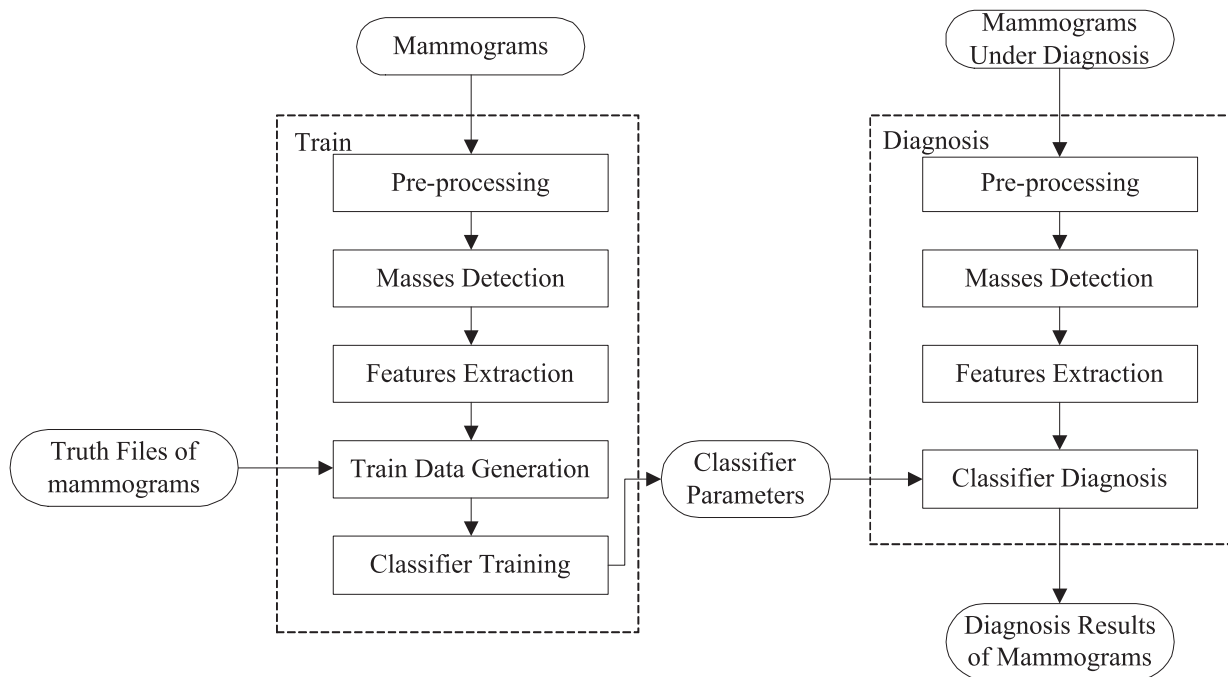 Mammograms
Train
Pre-processing
Masses Detection
Features Extraction
Truth Files of
mammograms
Train Data Generation
Classifier Training
Classifier
Parameters
Mammograms
Under Diagnosis
Diagnosis
Pre-processing
Masses Detection
Features Extraction
Classifier Diagnosis
Diagnosis Results
of Mammograms